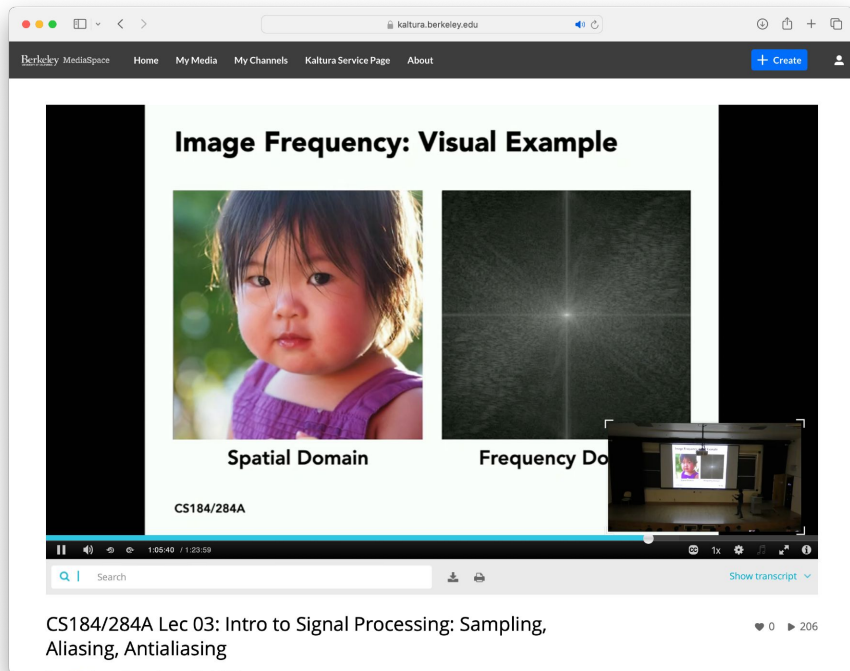 kaltura.berkeley.edu
Berkeley MediaSpace Home My Media My Channels Kaltura Service Page About + Create
Image Frequency: Visual Example
Spatial Domain Frequency Do
CS184/284A
1:05:40 / 1:23:59 CC 1x
Search Show transcript
CS184/284A Lec 03: Intro to Signal Processing: Sampling,
Aliasing, Antialiasing
0 206